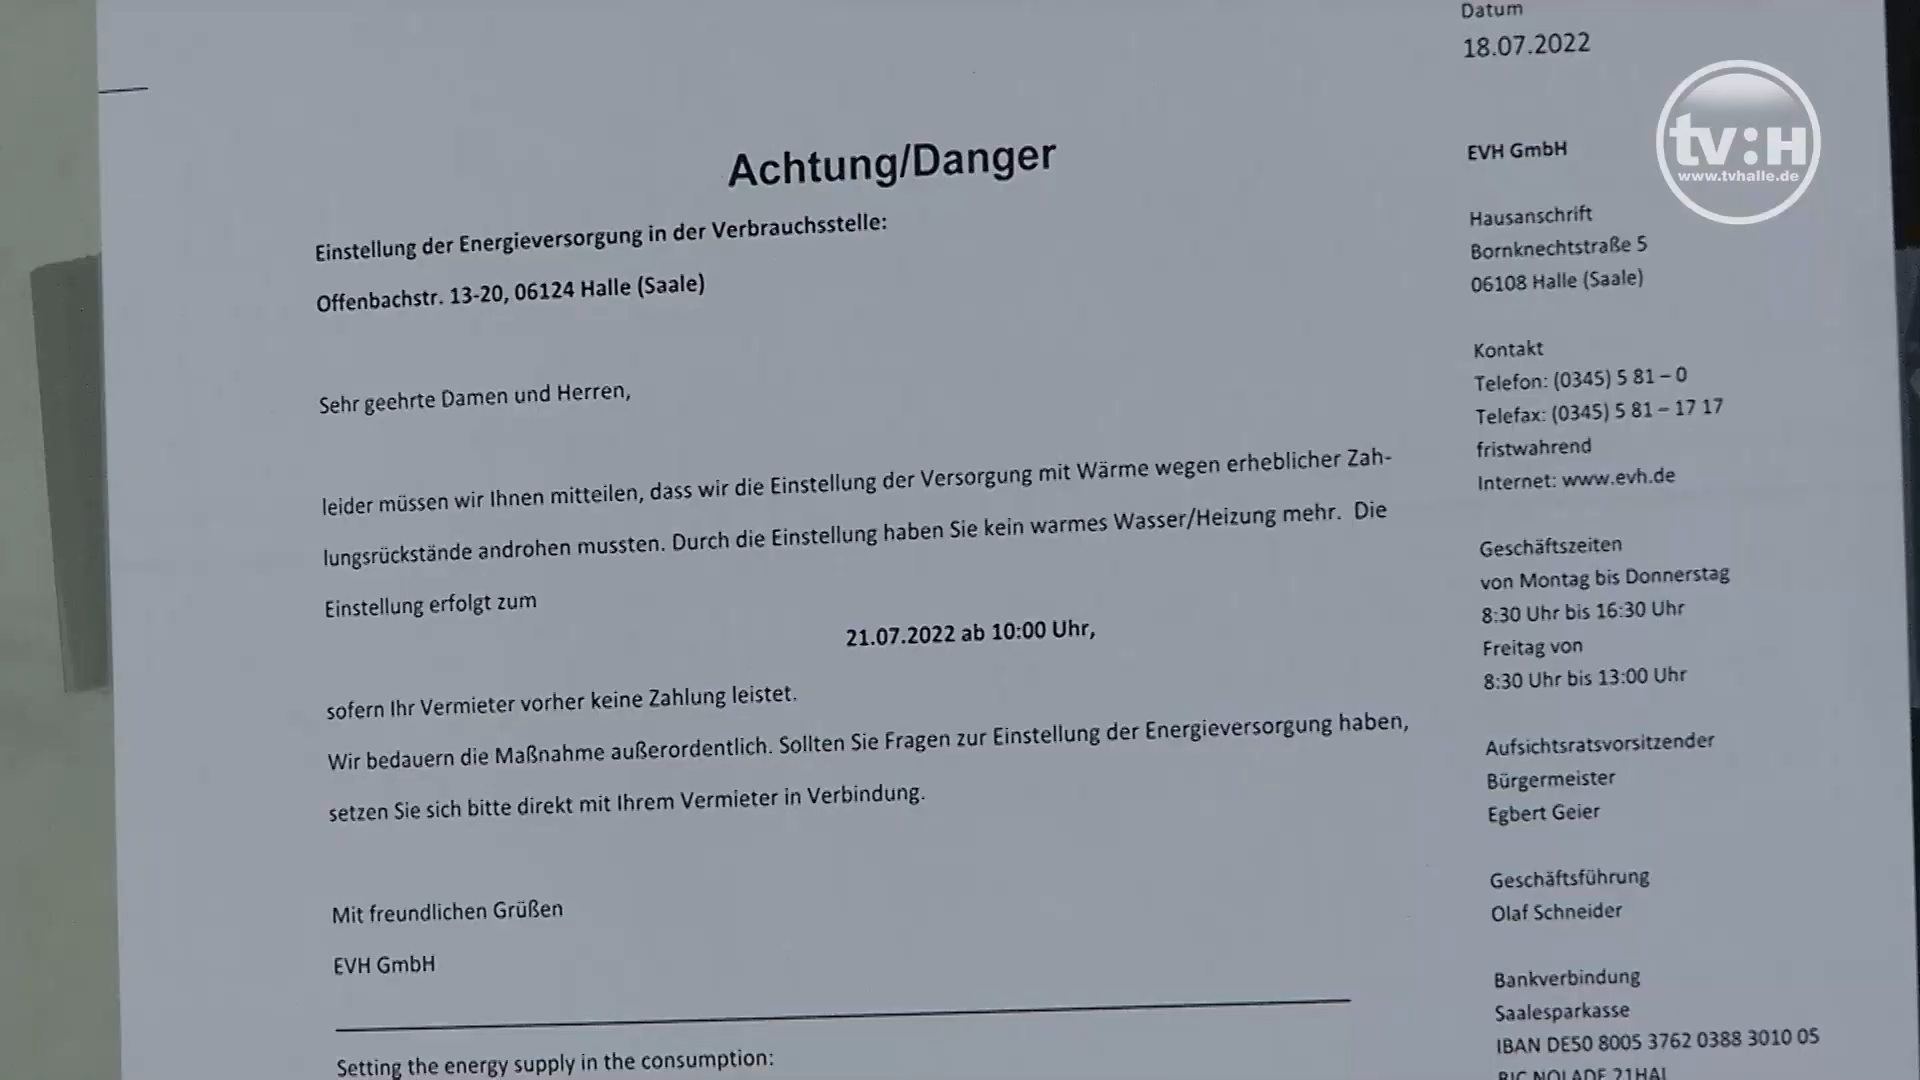 Datum
18.07.2022
tv:H
www.tvhalle.de
Achtung/Danger
Einstellung der Energieversorgung in der Verbrauchsstelle:
Offenbachstr. 13-20, 06124 Halle (Saale)
Sehr geehrte Damen und Herren,
leider müssen wir Ihnen mitteilen, dass wir die Einstellung der Versorgung mit Wärme wegen erheblicher Zah-
lungsrückstände androhen mussten. Durch die Einstellung haben Sie kein warmes Wasser/Heizung mehr. Die
Einstellung erfolgt zum
21.07.2022 ab 10:00 Uhr,
sofern Ihr Vermieter vorher keine Zahlung leistet.
Wir bedauern die Maßnahme außerordentlich. Sollten Sie Fragen zur Einstellung der Energieversorgung haben,
setzen Sie sich bitte direkt mit Ihrem Vermieter in Verbindung.
Mit freundlichen Grüßen
EVH GmbH
Setting the energy supply in the consumption:
EVH GmbH
Hausanschrift
Bornknechtstraße 5
06108 Halle (Saale)
Kontakt
Telefon: (0345) 5 81 – 0
Telefax: (0345) 5 81 – 17 17
fristwahrend
Internet: www.evh.de
Geschäftszeiten
von Montag bis Donnerstag
8:30 Uhr bis 16:30 Uhr
Freitag von
8:30 Uhr bis 13:00 Uhr
Aufsichtsratsvorsitzender
Bürgermeister
Egbert Geier
Geschäftsführung
Olaf Schneider
Bankverbindung
Saalesparkasse
IBAN DE50 8005 3762 0388 3010 05
BIC NOLADE 21HAL